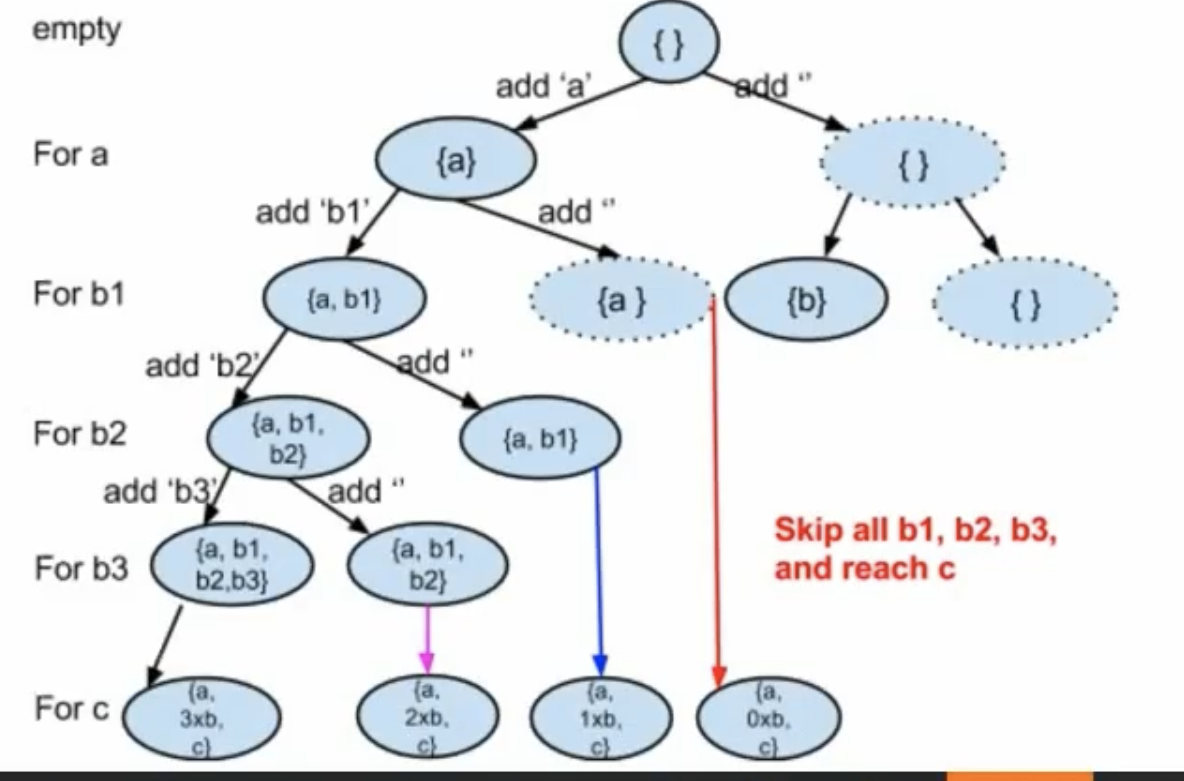 empty
{ }
add ‘a’
add ‘’
For a
{a}
{ }
add ‘b1’
add ‘’
For b1
{a, b1}
{a }
{b}
{ }
add ‘b2’
add ‘’
For b2
{a, b1,
b2}
{a, b1}
add ‘b3’
add ‘’
For b3
{a, b1,
b2,b3}
{a, b1,
b2}
Skip all b1, b2, b3,
and reach c
For c
{a,
3xb,
c}
{a,
2xb,
c}
{a,
1xb,
c}
{a,
0xb,
c}